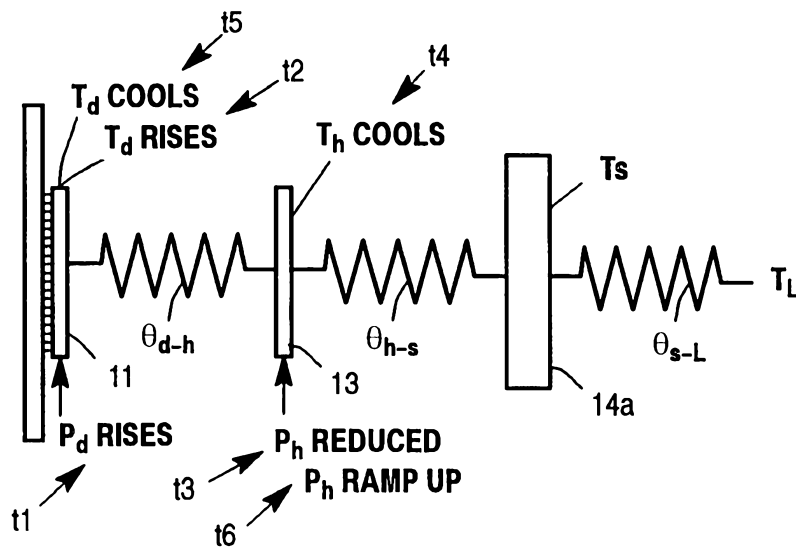 t5
t2
t4
T_d COOLS
T_d RISES
T_h COOLS
Ts
T_L
θ_d–h
θ_h–s
θ_s–L
11
13
14a
P_d RISES
P_h REDUCED
t3
P_h RAMP UP
t1
t6